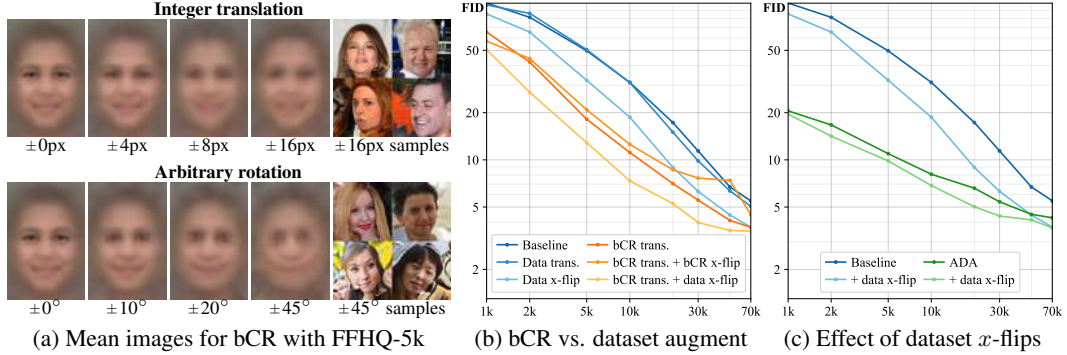 Integer translation
±0px ±4px ±8px ±16px ±16px samples
Arbitrary rotation
±0° ±10° ±20° ±45° ±45° samples
(a) Mean images for bCR with FFHQ-5k
FID
50
20
10
5
2
Baseline bCR trans.
Data trans. bCR trans. + bCR x-flip
Data x-flip bCR trans. + data x-flip
1k 2k 5k 10k 30k 70k
(b) bCR vs. dataset augment
FID
50
20
10
5
2
Baseline ADA
+ data x-flip + data x-flip
1k 2k 5k 10k 30k 70k
(c) Effect of dataset x-flips